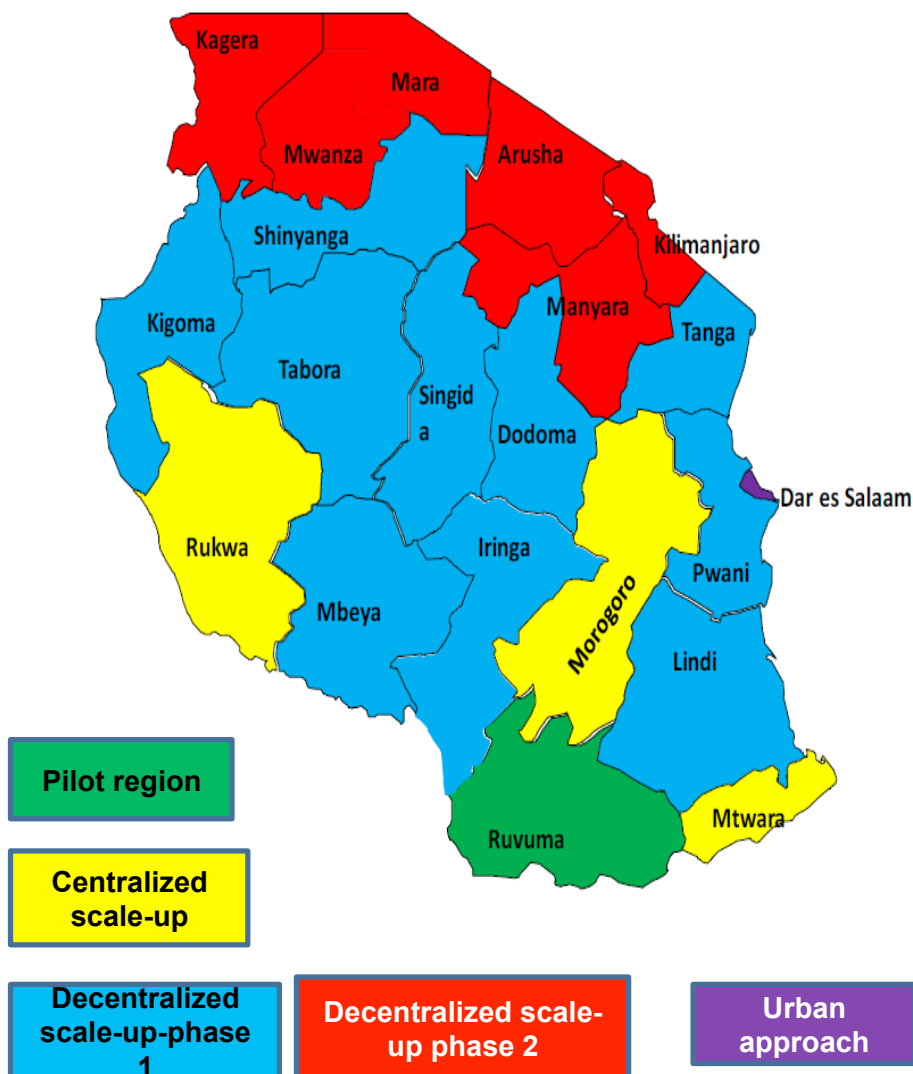 Kagera
Mara
Mwanza
Arusha
Shinyanga
Kilimanjaro
Kigoma
Manyara
Tanga
Tabora
Singid
a
Dodoma
Dar es Salaam
Rukwa
Iringa
Pwani
Mbeya
Morogoro
Lindi
Pilot region
Mtwara
Ruvuma
Centralized
scale-up
Decentralized
scale-up-phase
1
Decentralized scale-
up phase 2
Urban
approach